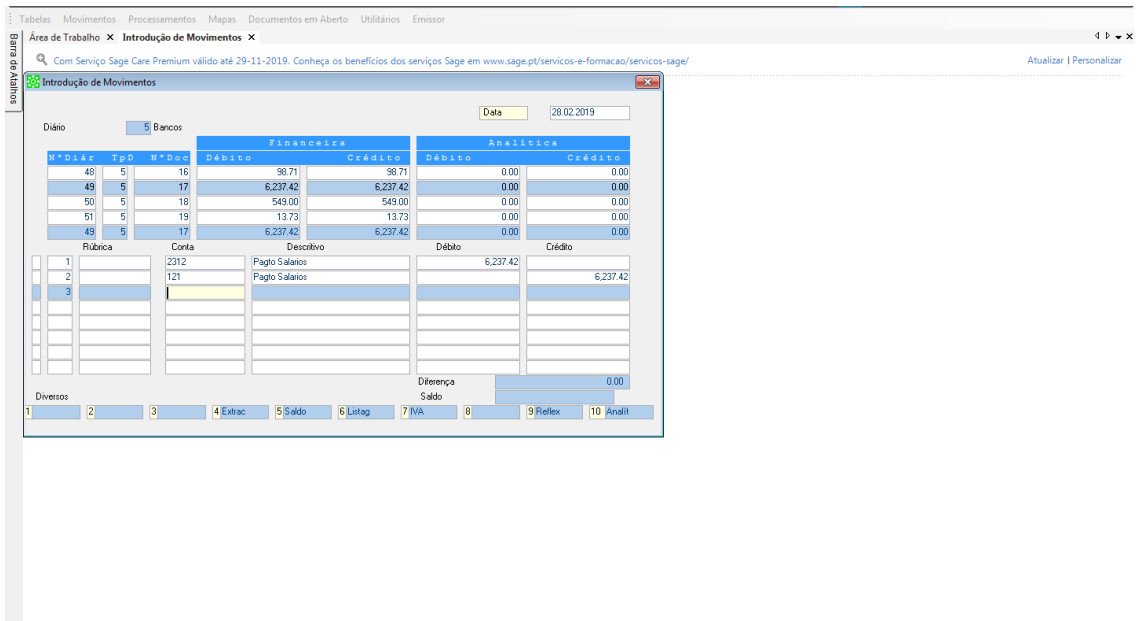 Tabelas Movimentos Processamentos Mapas Documentos em Aberto Utilitários Emissor
Área de Trabalho Introdução de Movimentos
Barra de Atalhos
Com Serviço Sage Care Premium válido até 29-11-2019. Conheça os benefícios dos serviços Sage em www.sage.pt/servicos-e-formacao/servicos-sage/ Atualizar | Personalizar
Introdução de Movimentos
Data 28.02.2019
Diário 5 Bancos
Financeira Analítica
NºDiár TpD NºDoc Débito Crédito Débito Crédito
48 5 16 98.71 98.71 0.00 0.00
49 5 17 6,237.42 6,237.42 0.00 0.00
50 5 18 549.00 549.00 0.00 0.00
51 5 19 13.73 13.73 0.00 0.00
49 5 17 6,237.42 6,237.42 0.00 0.00
Rúbrica Conta Descritivo Débito Crédito
1 2312 Pagto Salarios 6,237.42
2 121 Pagto Salarios 6,237.42
3
Diferença 0.00
Diversos Saldo
1 2 3 4 Extrac 5 Saldo 6 Listag 7 IVA 8 9 Reflex 10 Analít